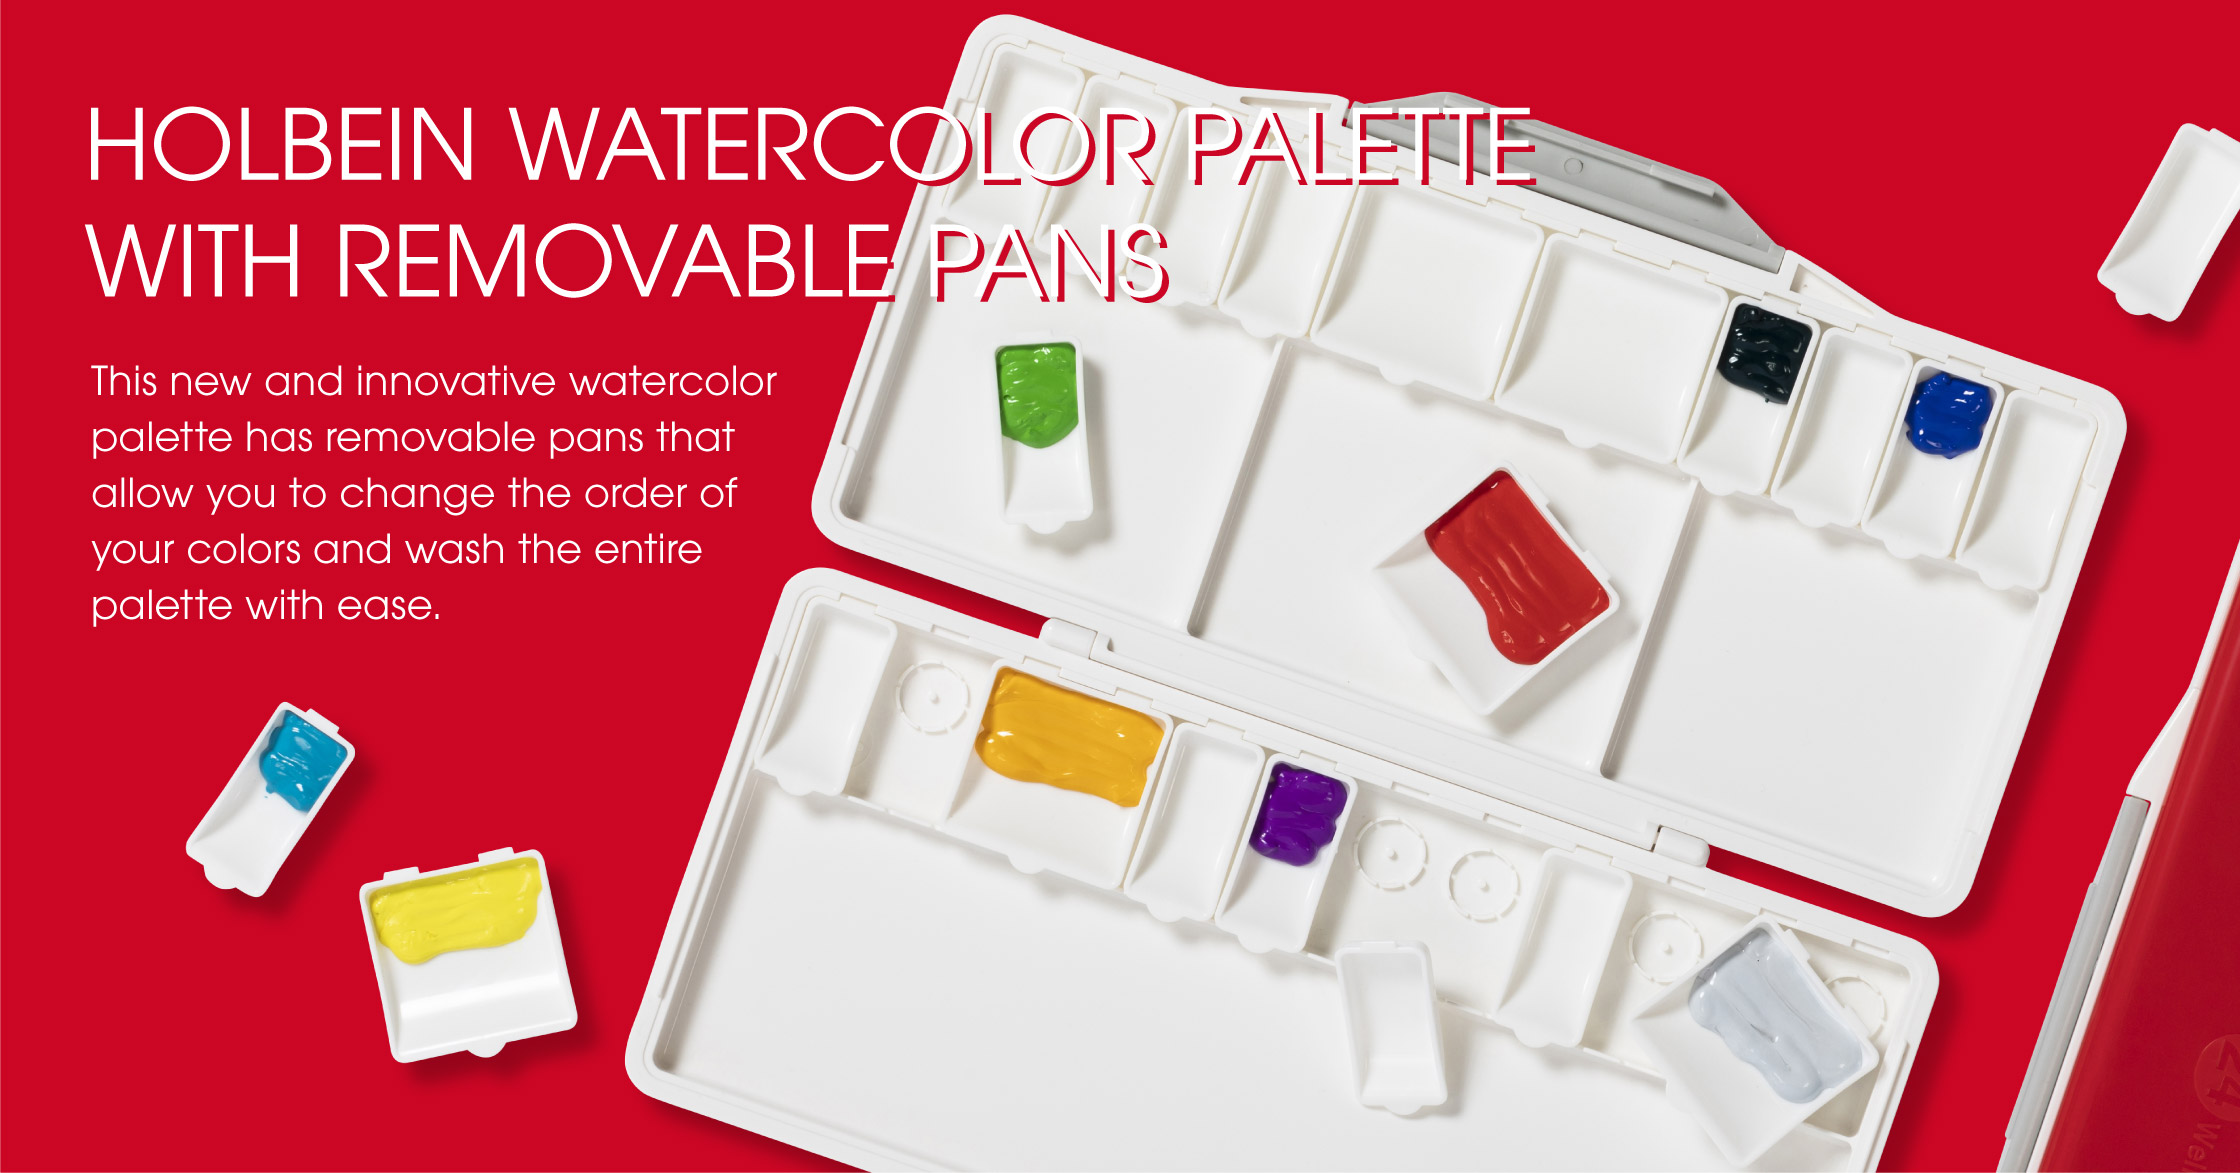 HOLBEIN WATERCOLOR PALETTE
WITH REMOVABLE PANS
This new and innovative watercolor
palette has removable pans that
allow you to change the order of
your colors and wash the entire
palette with ease.
24